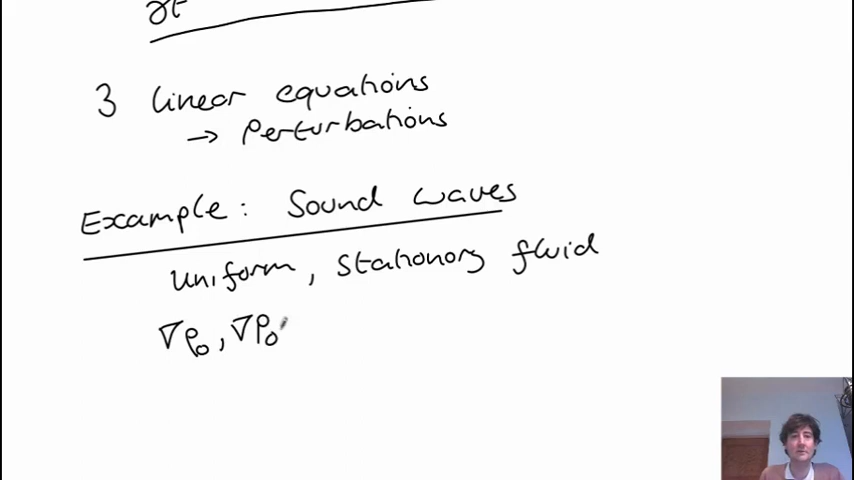 ∂t
3 linear equations
→ Perturbations
Example: Sound waves
uniform, stationary fluid
∇ρ₀, ∇P₀